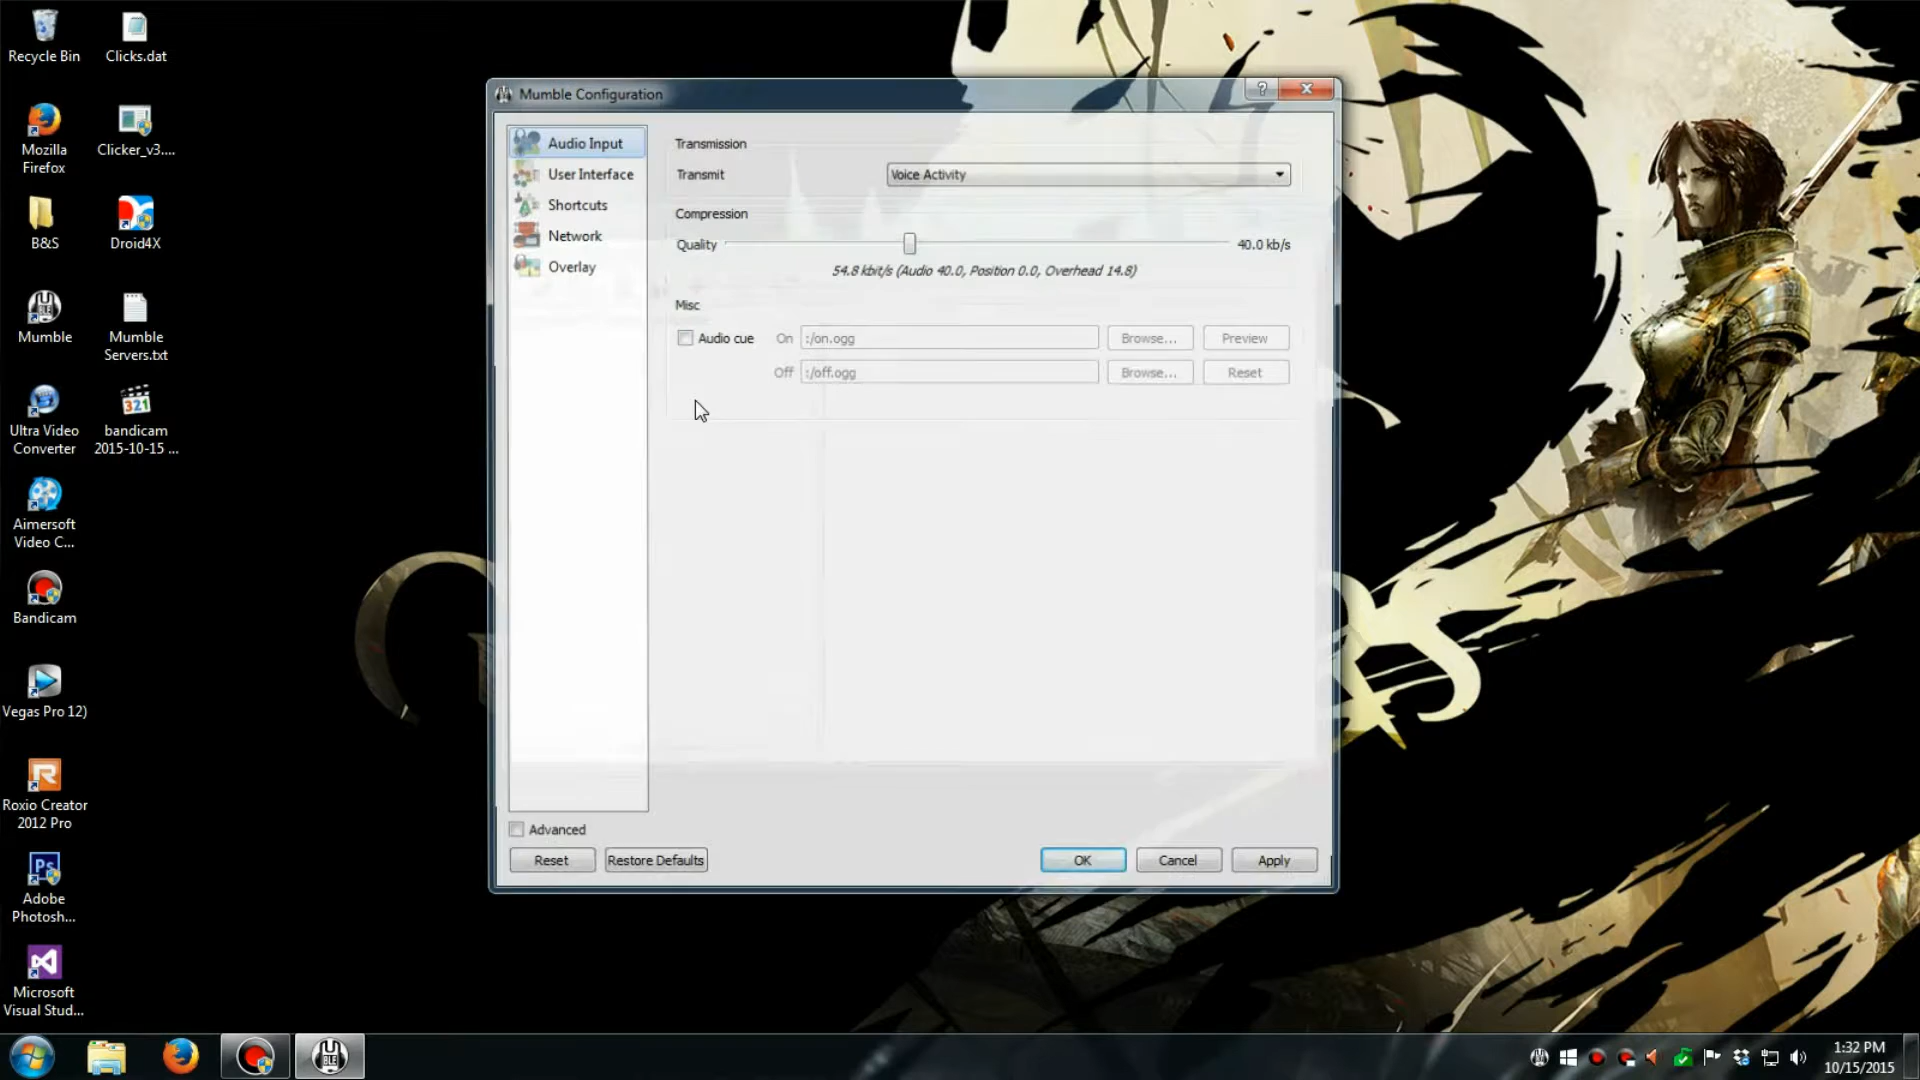 Recycle Bin
Clicks.dat
Mozilla
Firefox
Clicker_v3....
B&S
Droid4X
Mumble
Mumble
Servers.txt
Ultra Video
Converter
bandicam
2015-10-15 ...
Aimersoft
Video C...
Bandicam
Vegas Pro 12)
Roxio Creator
2012 Pro
Adobe
Photosh...
Microsoft
Visual Stud...
Mumble Configuration
Audio Input
User Interface
Shortcuts
Network
Overlay
Transmission
Transmit
Voice Activity
Compression
Quality
40.0 kb/s
54.8 kbit/s (Audio 40.0, Position 0.0, Overhead 14.8)
Misc
Audio cue On :/on.ogg Browse... Preview
Off :/off.ogg Browse... Reset
Advanced
Reset Restore Defaults OK Cancel Apply
1:32 PM
10/15/2015